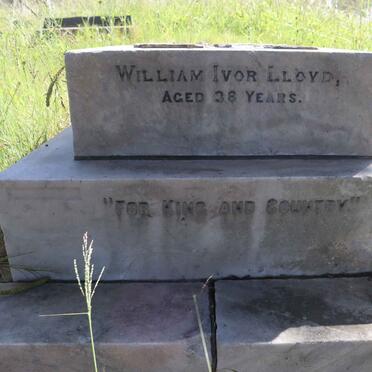 William Ivor Lloyd,
Aged 38 Years.
"For King and Country"